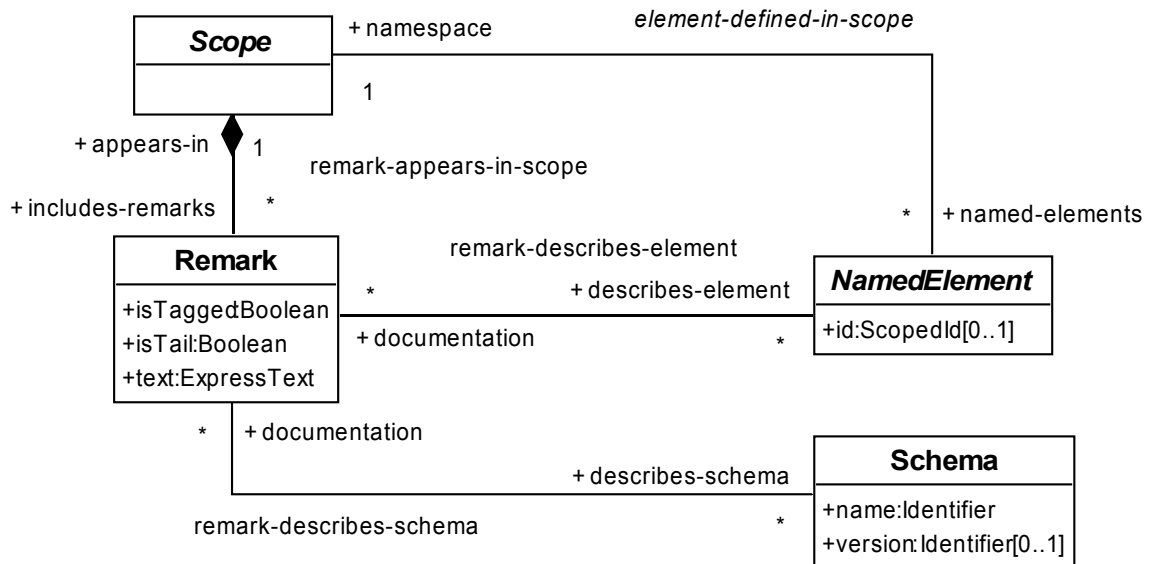 element-defined-in-scope
+ namespace
Scope
1
+ appears-in
1
remark-appears-in-scope
+ includes-remarks
*
*
+ named-elements
remark-describes-element
Remark
+ describes-element
NamedElement
*
+isTagged:Boolean
+id:ScopedId[0..1]
+ documentation
*
+isTail:Boolean
+text:ExpressText
*
+ documentation
Schema
+ describes-schema
+name:Identifier
remark-describes-schema
*
+version:Identifier[0..1]